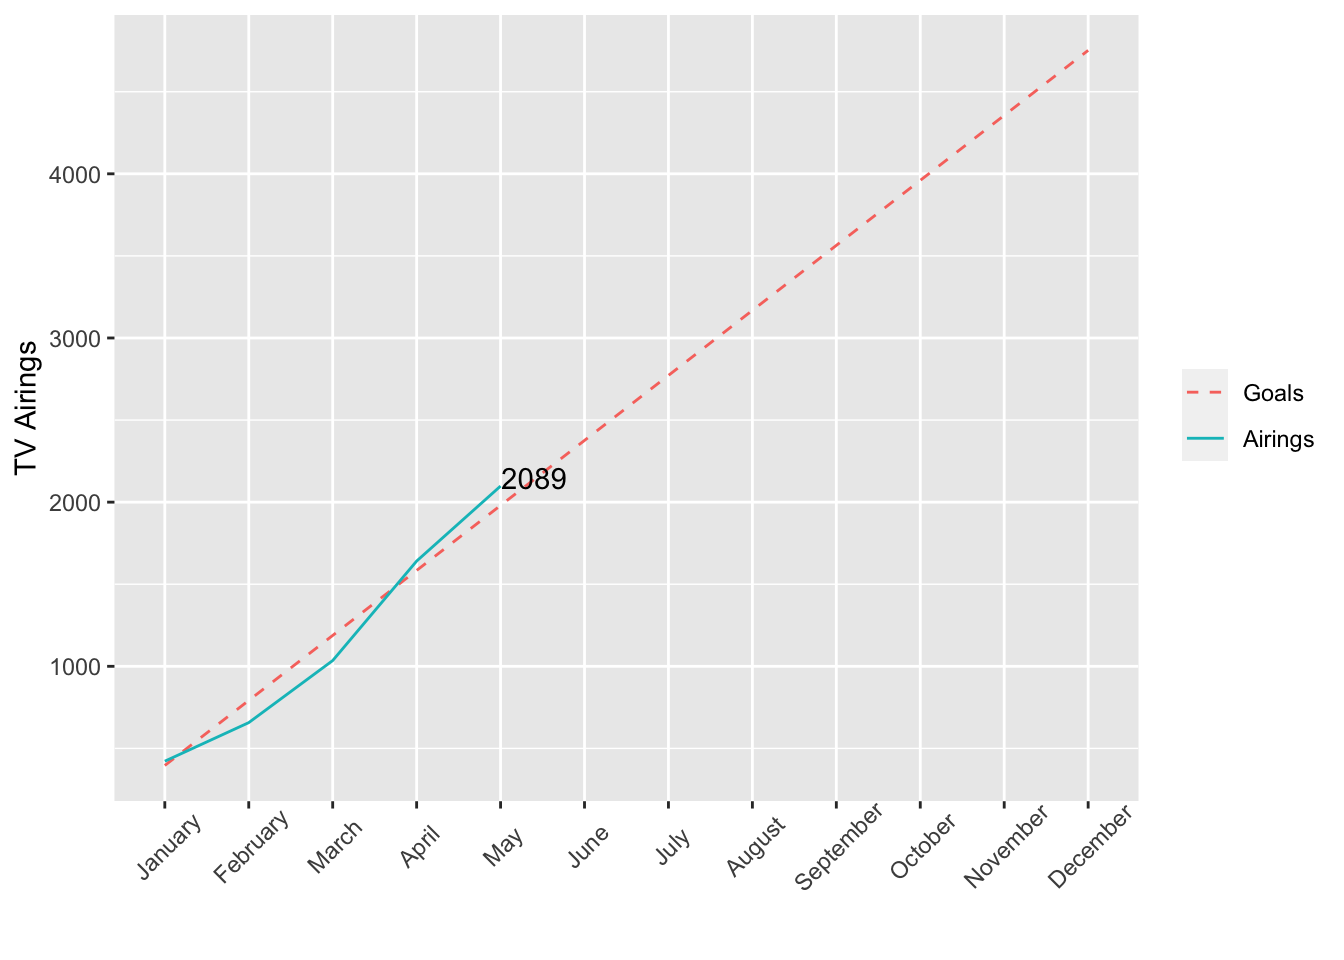 TV Airings
4000
3000
2000
1000
2089
January
February
March
April
May
June
July
August
September
October
November
December
Goals
Airings